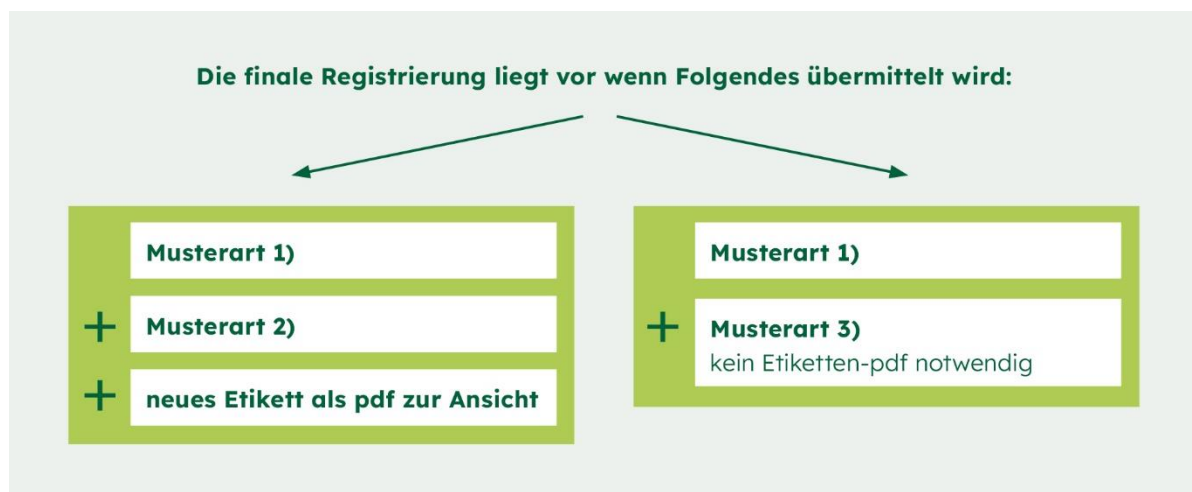 Die finale Registrierung liegt vor wenn Folgendes übermittelt wird:
Musterart 1)
+ Musterart 2)
+ neues Etikett als pdf zur Ansicht
Musterart 1)
+ Musterart 3)
kein Etiketten-pdf notwendig